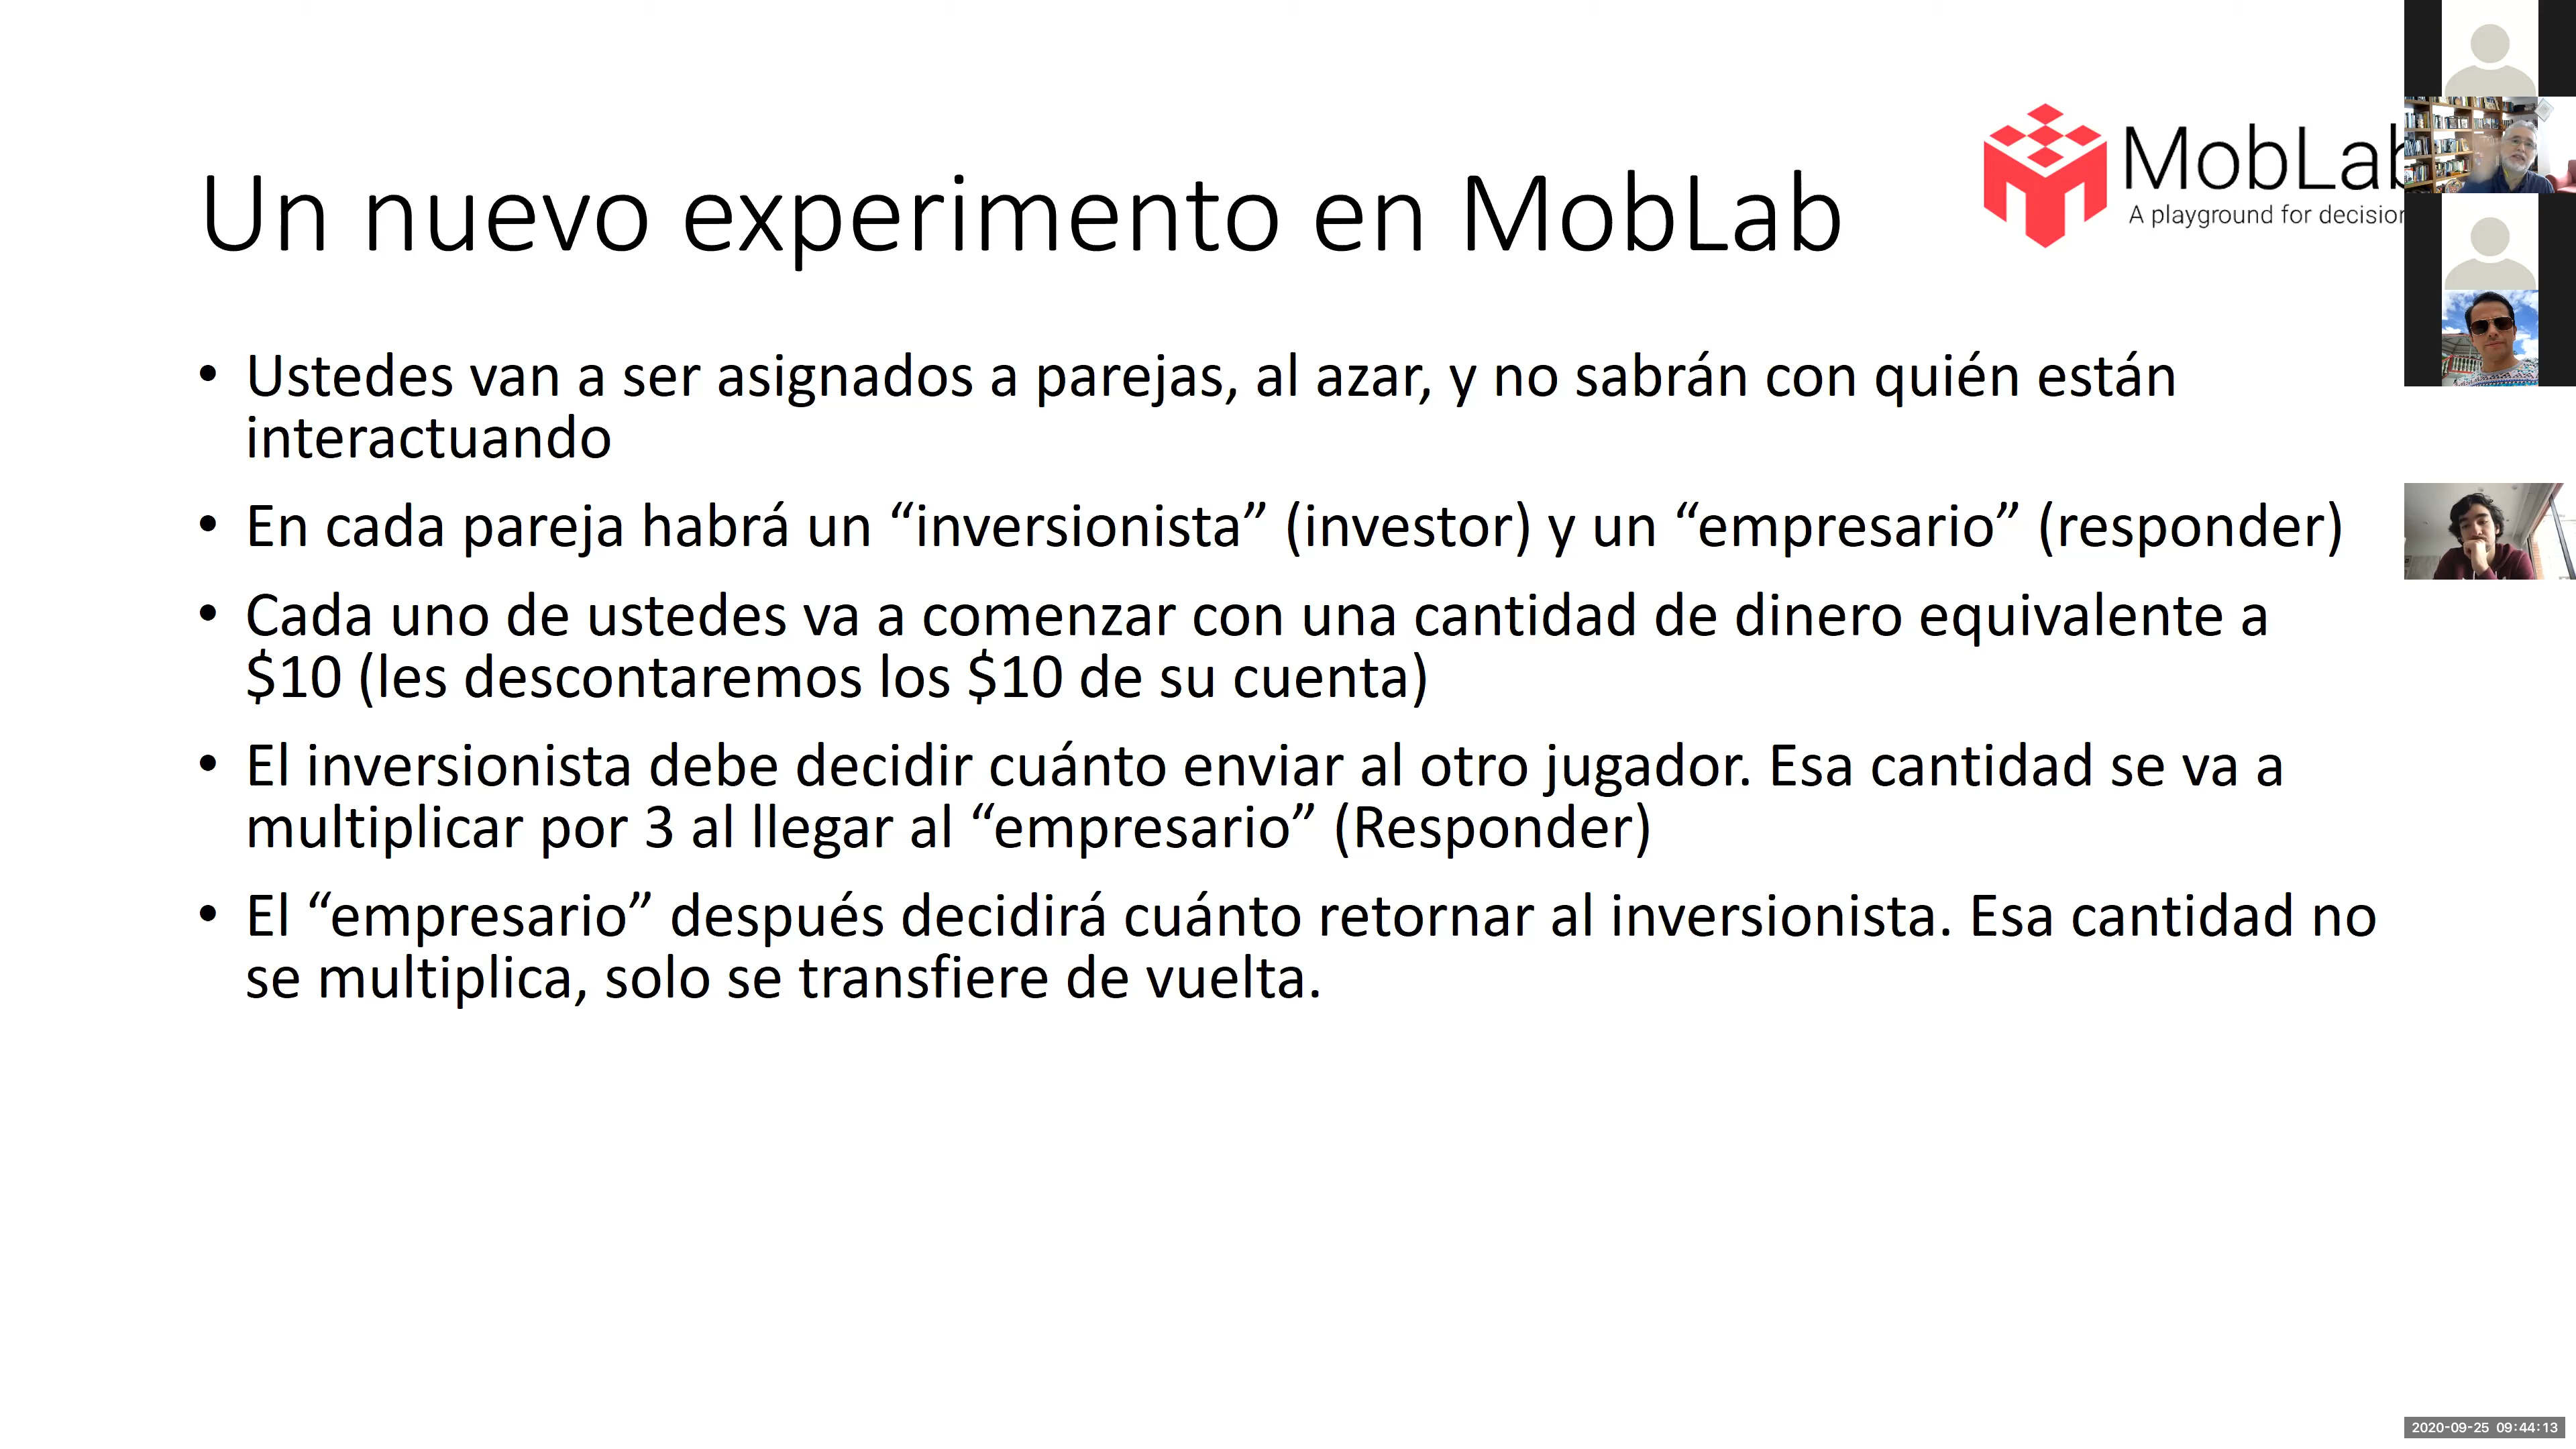 Un nuevo experimento en MobLab
MobLab
A playground for
• Ustedes van a ser asignados a parejas, al azar, y no sabrán con quién están
interactuando
• En cada pareja habrá un “inversionista” (investor) y un “empresario” (responder)
• Cada uno de ustedes va a comenzar con una cantidad de dinero equivalente a
$10 (les descontaremos los $10 de su cuenta)
• El inversionista debe decidir cuánto enviar al otro jugador. Esa cantidad se va a
multiplicar por 3 al llegar al “empresario” (Responder)
• El “empresario” después decidirá cuánto retornar al inversionista. Esa cantidad no
se multiplica, solo se transfiere de vuelta.
2020-09-25 09:44:13